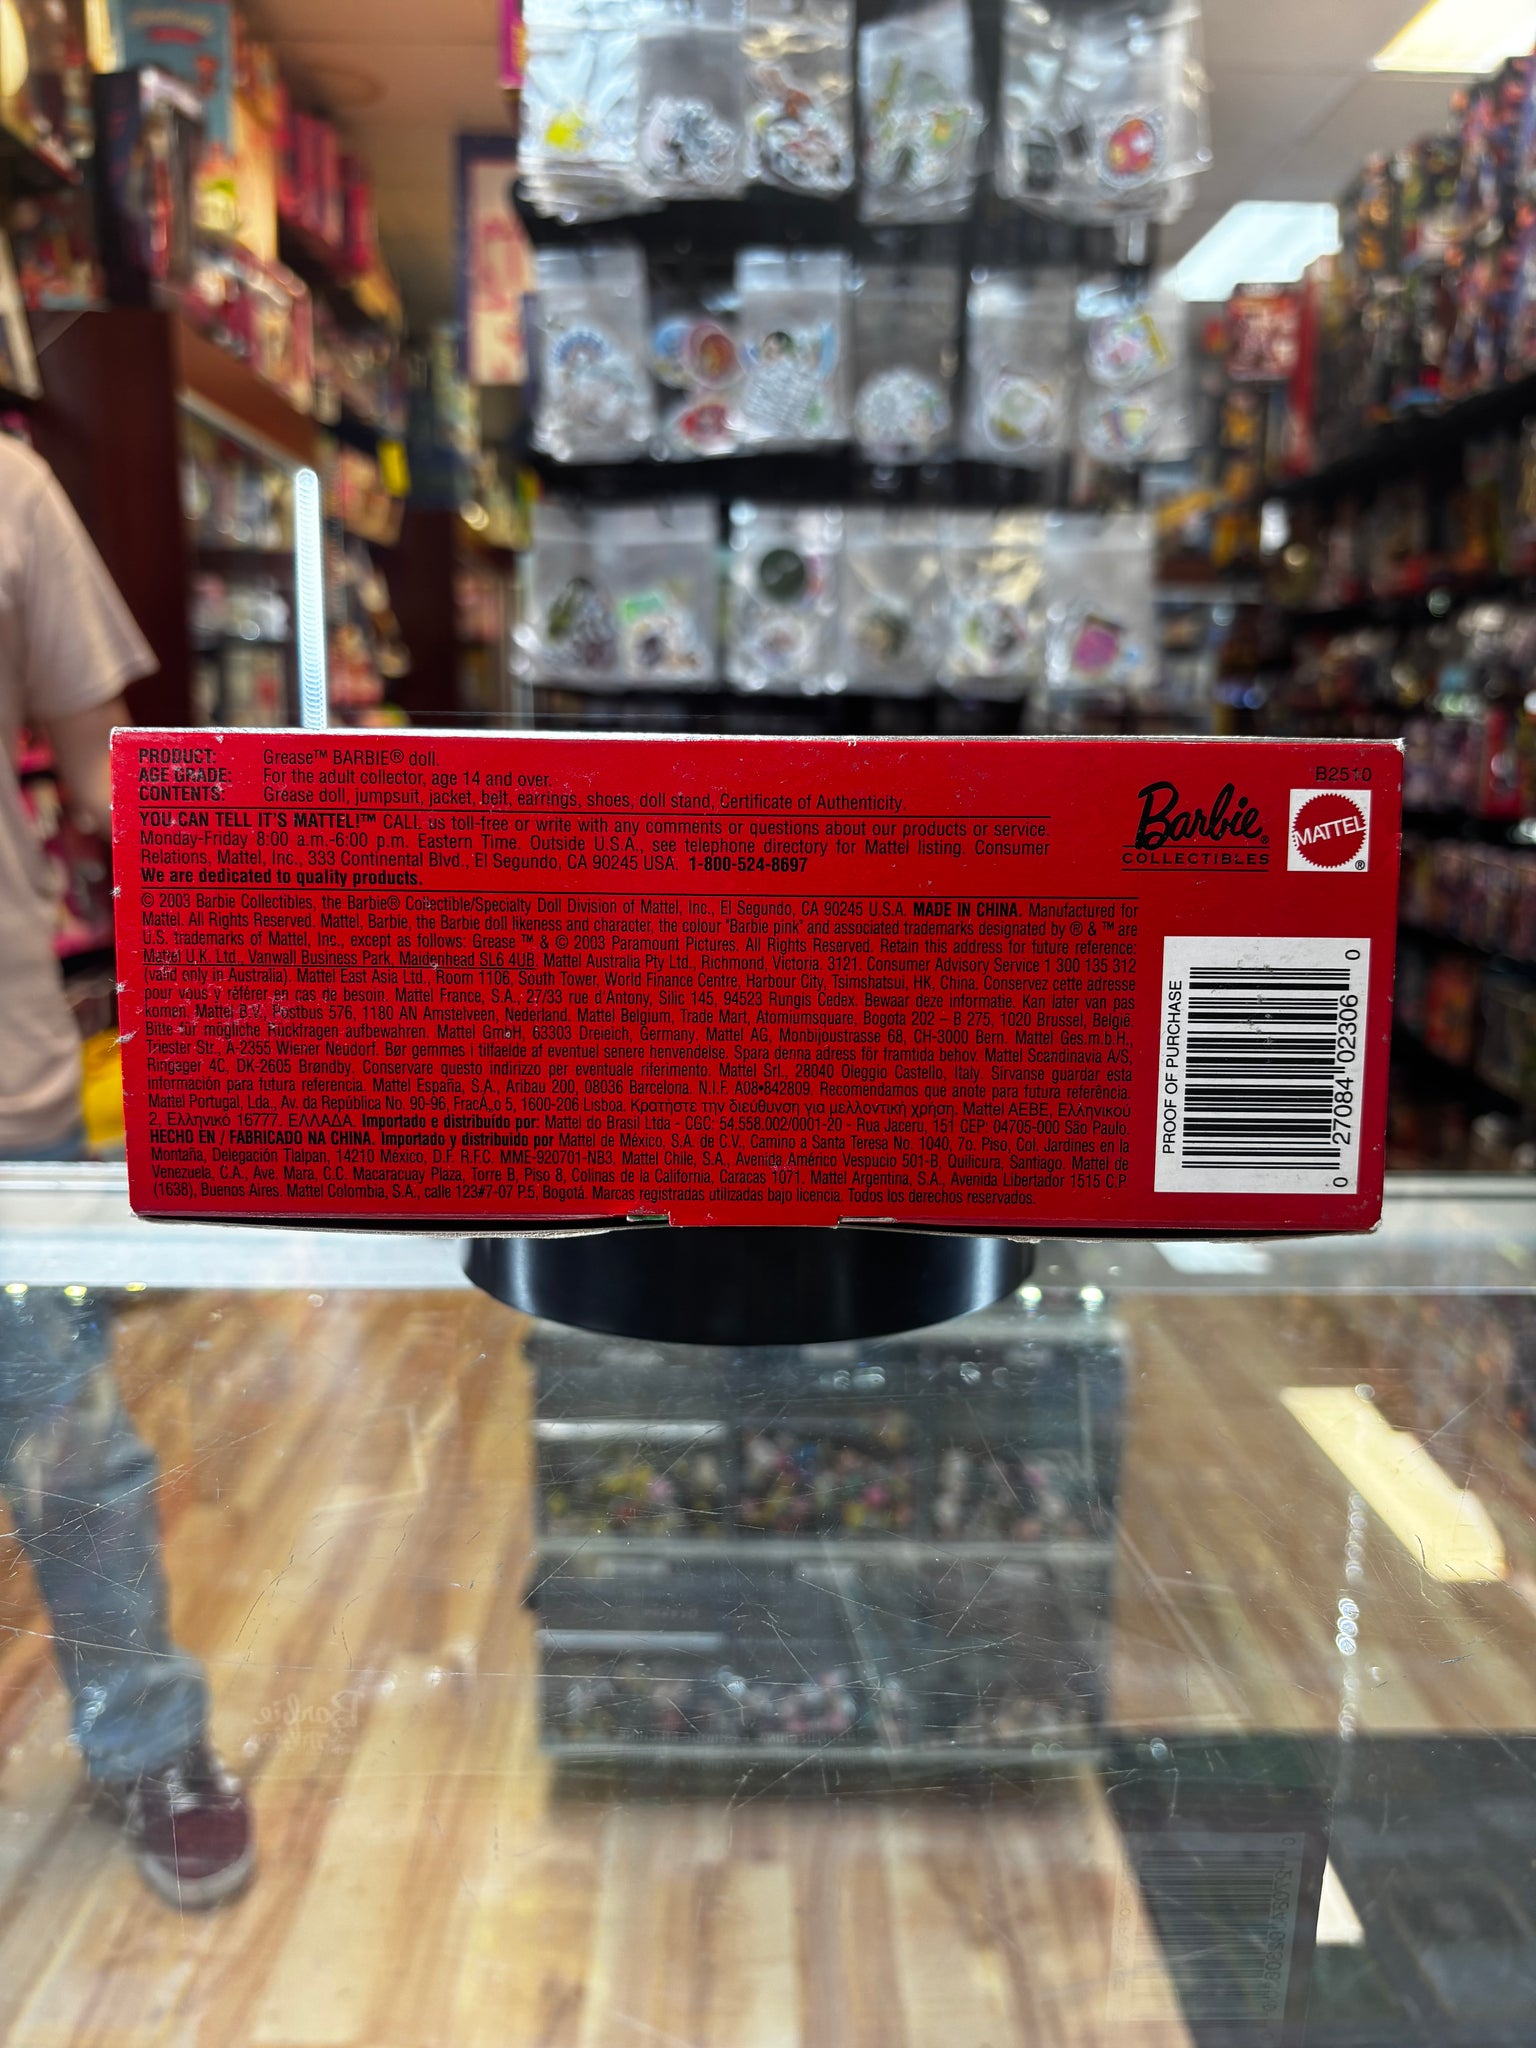 PRODUCT: Grease™ BARBIE® doll.
AGE GRADE: For the adult collector, age 14 and over.
CONTENTS: Grease doll, jumpsuit, jacket, belt, earrings, shoes, doll stand, Certificate of Authenticity.
YOU CAN TELL IT'S MATTEL!™ CALL us toll-free or write with any comments or questions about our products or service.
Monday-Friday 8:00 a.m.-6:00 p.m. Eastern Time. Outside U.S.A., see telephone directory for Mattel listing. Consumer
Relations, Mattel, Inc., 333 Continental Blvd., El Segundo, CA 90245 USA. 1-800-524-8697
We are dedicated to quality products.
© 2003 Barbie Collectibles, the Barbie® Collectible/Specialty Doll Division of Mattel, Inc., El Segundo, CA 90245 U.S.A. MADE IN CHINA. Manufactured for
Mattel. All Rights Reserved. Mattel, Barbie, the Barbie doll likeness and character, the colour "Barbie pink" and associated trademarks designated by ® & ™ are
U.S. trademarks of Mattel, Inc., except as follows: Grease ™ & © 2003 Paramount Pictures. All Rights Reserved. Retain this address for future reference:
Mattel U.K. Ltd., Vanwall Business Park, Maidenhead SL6 4UB. Mattel Australia Pty Ltd., Richmond, Victoria. 3121. Consumer Advisory Service 1 300 135 312
(valid only in Australia). Mattel East Asia Ltd., Room 1106, South Tower, World Finance Centre, Harbour City, Tsimshatsui, HK, China. Conservez cette adresse
pour vous y référer en cas de besoin. Mattel France, S.A., 27/33 rue d'Antony, Silic 145, 94523 Rungis Cedex. Bewaar deze informatie. Kan later van pas
komen. Mattel B.V., Postbus 576, 1180 AN Amstelveen, Nederland. Mattel Belgium, Trade Mart, Atomiumsquare, Bogota 202 – B 275, 1020 Brussel, België.
Bitte für mögliche Rückfragen aufbewahren. Mattel GmbH, 63303 Dreieich, Germany. Mattel AG, Monbijoustrasse 68, CH-3000 Bern. Mattel Ges.m.b.H.,
Triester Str., A-2355 Wiener Neudorf. Bør gemmes i tilfaelde af eventuel senere henvendelse. Spara denna adress för framtida behov. Mattel Scandinavia A/S,
Ringager 4C, DK-2605 Brøndby. Conservare questo indirizzo per eventuale riferimento. Mattel Srl., 28040 Oleggio Castello, Italy. Sírvanse guardar esta
información para futura referencia. Mattel España, S.A., Aribau 200, 08036 Barcelona. N.I.F. A08•842809. Recomendamos que anote para futura referência.
Mattel Portugal, Lda., Av. da República No. 90-96, FracÁ„o 5, 1600-206 Lisboa. Κρατήστε την διεύθυνση για μελλοντική χρήση. Mattel AEBE, Ελληνικού
2, Ελληνικό 16777. ΕΛΛΑΔΑ. Importado e distribuído por: Mattel do Brasil Ltda - CGC: 54.558.002/0001-20 - Rua Jaceru, 151 CEP: 04705-000 São Paulo.
HECHO EN / FABRICADO NA CHINA. Importado y distribuido por Mattel de México, S.A. de C.V., Camino a Santa Teresa No. 1040, 7o. Piso, Col. Jardines en la
Montaña, Delegación Tlalpan, 14210 México, D.F. R.F.C. MME-920701-NB3. Mattel Chile, S.A., Avenida Américo Vespucio 501-B, Quilicura, Santiago. Mattel de
Venezuela, C.A., Ave. Mara, C.C. Macaracuay Plaza, Torre B, Piso 8, Colinas de la California, Caracas 1071. Mattel Argentina, S.A., Avenida Libertador 1515 C.P.
(1638), Buenos Aires. Mattel Colombia, S.A., calle 123#7-07 P.5, Bogotá. Marcas registradas utilizadas bajo licencia. Todos los derechos reservados.
Barbie®
COLLECTIBLES
B2510
MATTEL ®
PROOF OF PURCHASE
0 27084 02306 0